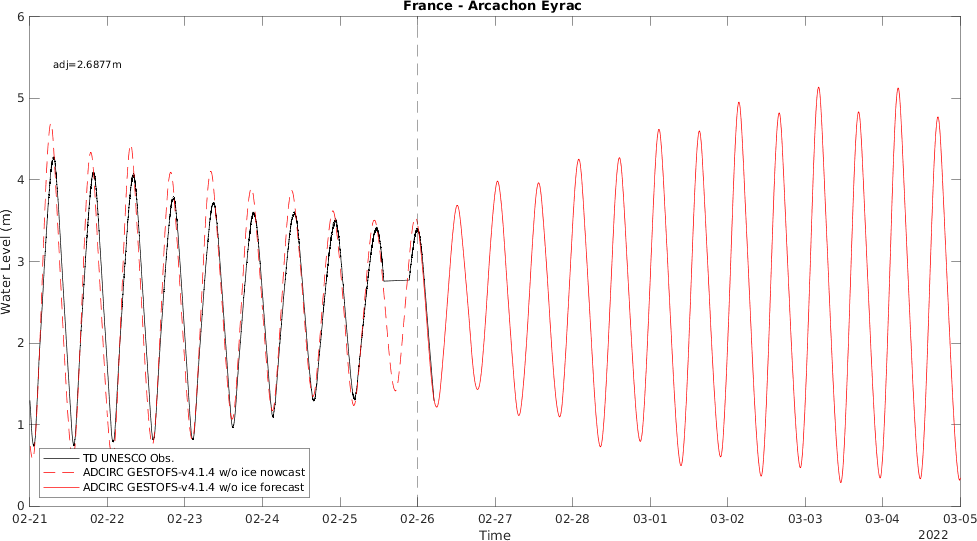 France - Arcachon Eyrac
6
adj=2.6877m
5
4
3
2
1
0
Water Level (m)
TD UNESCO Obs.
ADCIRC GESTOFS-v4.1.4 w/o ice nowcast
ADCIRC GESTOFS-v4.1.4 w/o ice forecast
02-21 02-22 02-23 02-24 02-25 02-26 02-27 02-28 03-01 03-02 03-03 03-04 03-05
Time
2022